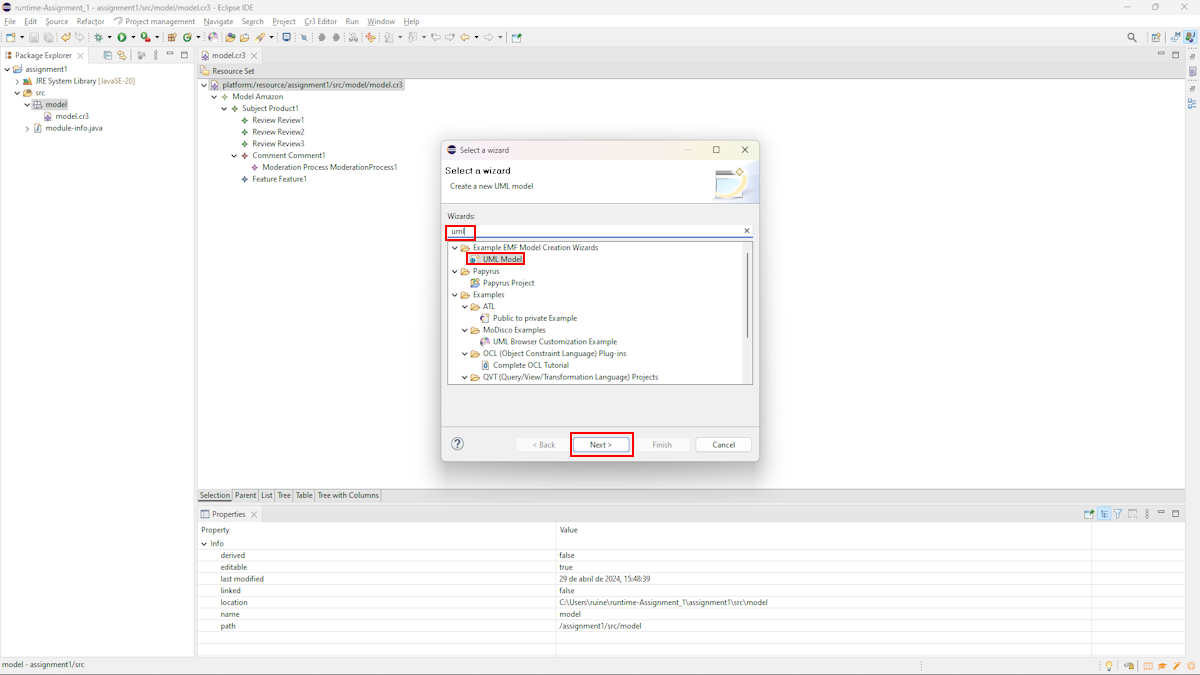 runtime-Assignment_1 - assignment1/src/model/model.cr3 - Eclipse IDE
File Edit Source Refactor Project management Navigate Search Project Cr3 Editor Run Window Help
Package Explorer
assignment1
JRE System Library [JavaSE-20]
src
model
model.cr3
module-info.java
model.cr3
Resource Set
platform:/resource/assignment1/src/model/model.cr3
Model Amazon
Subject Product1
Review Review1
Review Review2
Review Review3
Comment Comment1
Moderation Process ModerationProcess1
Feature Feature1
Select a wizard
Select a wizard
Create a new UML model
Wizards:
uml
Example EMF Model Creation Wizards
UML Model
Papyrus
Papyrus Project
Examples
ATL
Public to private Example
MoDisco Examples
UML Browser Customization Example
OCL (Object Constraint Language) Plug-ins
Complete OCL Tutorial
QVT (Query/View/Transformation Language) Projects
? < Back Next > Finish Cancel
Selection Parent List Tree Table Tree with Columns
Properties
Property Value
Info
derived false
editable true
last modified 29 de abril de 2024, 15:48:39
linked false
location C:\Users\ruine\runtime-Assignment_1\assignment1\src\model
name model
path /assignment1/src/model
model - assignment1/src